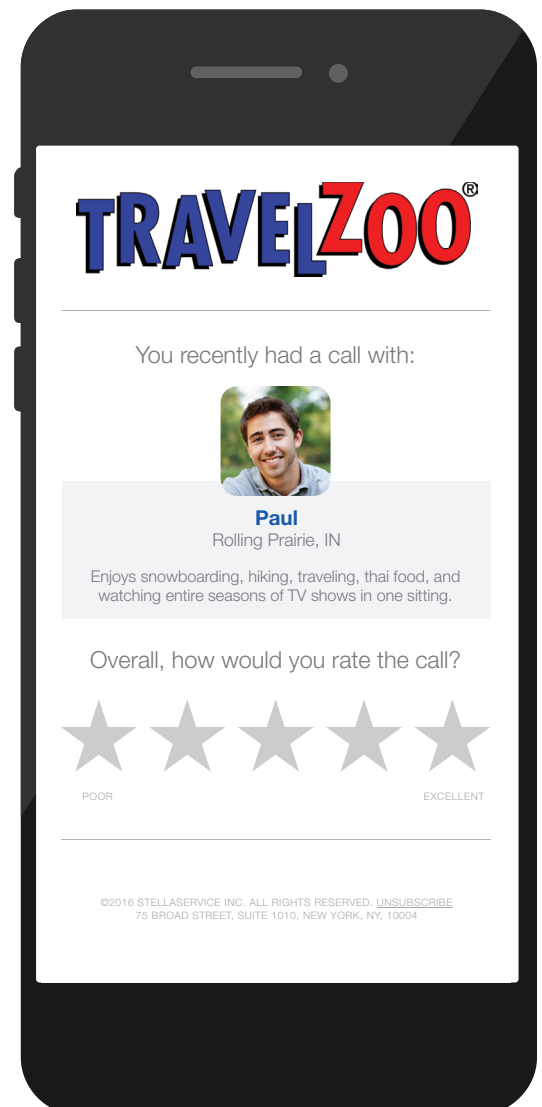 TRAVELZOO®
You recently had a call with:
Paul
Rolling Prairie, IN
Enjoys snowboarding, hiking, traveling, thai food, and
watching entire seasons of TV shows in one sitting.
Overall, how would you rate the call?
POOR EXCELLENT
©2016 STELLASERVICE INC. ALL RIGHTS RESERVED. UNSUBSCRIBE
75 BROAD STREET, SUITE 1010, NEW YORK, NY, 10004